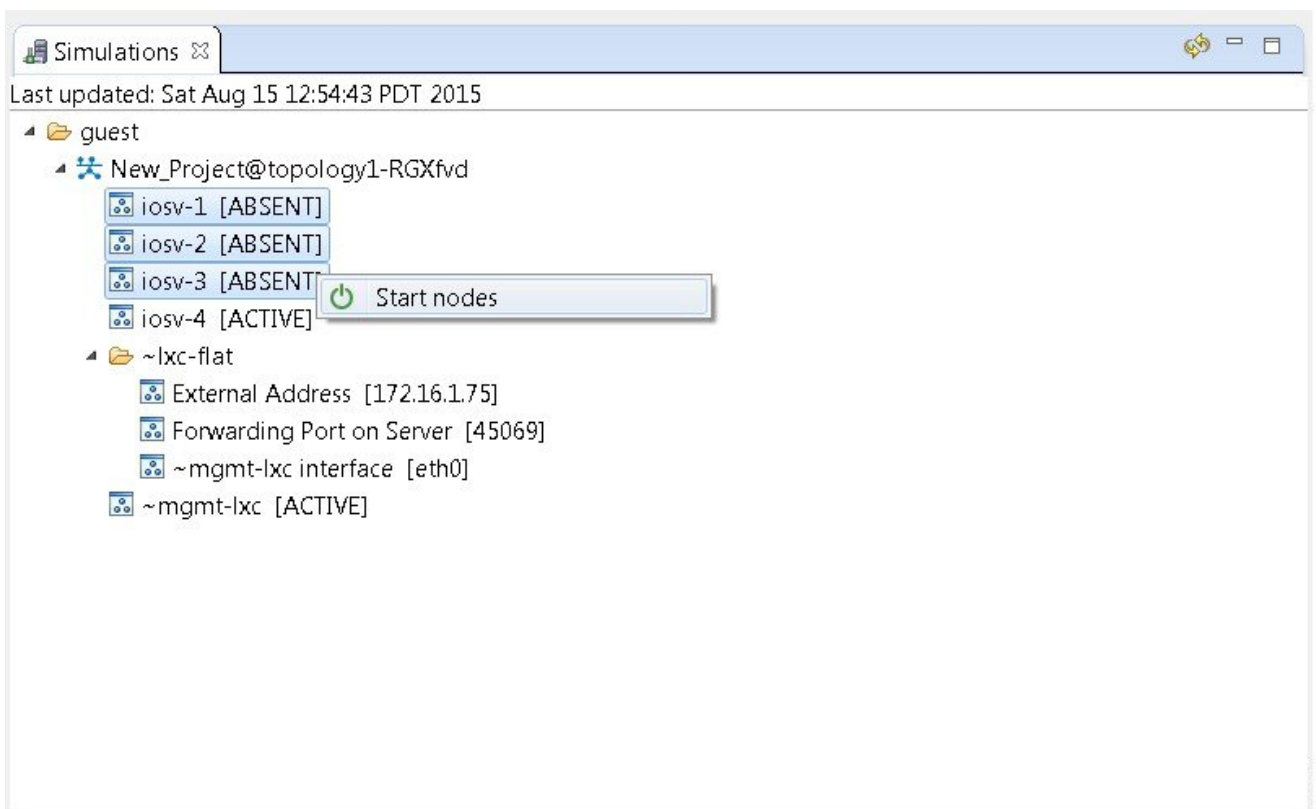 Simulations
Last updated: Sat Aug 15 12:54:43 PDT 2015
guest
New_Project@topology1-RGXfvd
iosv-1 [ABSENT]
iosv-2 [ABSENT]
iosv-3 [ABSENT]
Start nodes
iosv-4 [ACTIVE]
~lxc-flat
External Address [172.16.1.75]
Forwarding Port on Server [45069]
~mgmt-lxc interface [eth0]
~mgmt-lxc [ACTIVE]